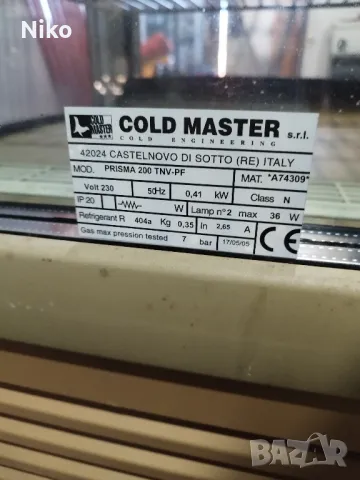 Niko
COLD MASTER COLD MASTER s.r.l.
COLD ENGINEERING
42024 CASTELNOVO DI SOTTO (RE) ITALY
MOD. PRISMA 200 TNV-PF MAT. *A74309*
Volt 230 50Hz 0,41 kW Class N
IP 20 W Lamp n°2 max 36 W
Refrigerant R 404a Kg 0,35 In 2,65 A
Gas max pression tested 7 bar 17/05/05 CE
BAZAR